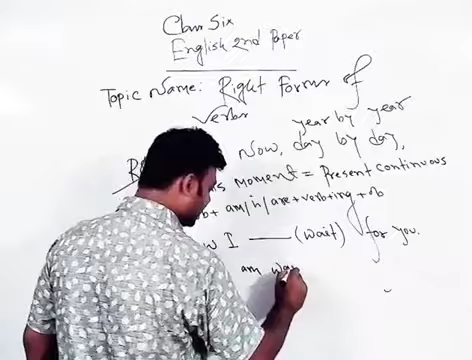 Class Six
English 2nd Paper
Topic Name: Right Forms of
Verbs
year by year
Now, day by day,
moment = Present continuous
+ am/is/are + verb+ing + ob
I ——— (wait) for you.
am